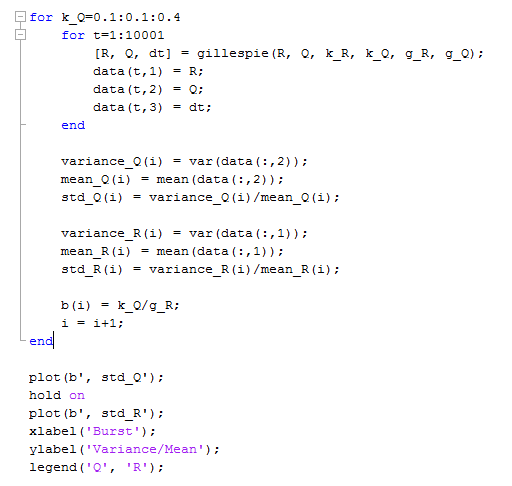 for k_Q=0.1:0.1:0.4
    for t=1:10001
        [R, Q, dt] = gillespie(R, Q, k_R, k_Q, g_R, g_Q);
        data(t,1) = R;
        data(t,2) = Q;
        data(t,3) = dt;
    end
    variance_Q(i) = var(data(:,2));
    mean_Q(i) = mean(data(:,2));
    std_Q(i) = variance_Q(i)/mean_Q(i);
    variance_R(i) = var(data(:,1));
    mean_R(i) = mean(data(:,1));
    std_R(i) = variance_R(i)/mean_R(i);
    b(i) = k_Q/g_R;
    i = i+1;
end
plot(b', std_Q');
hold on
plot(b', std_R');
xlabel('Burst');
ylabel('Variance/Mean');
legend('Q', 'R');